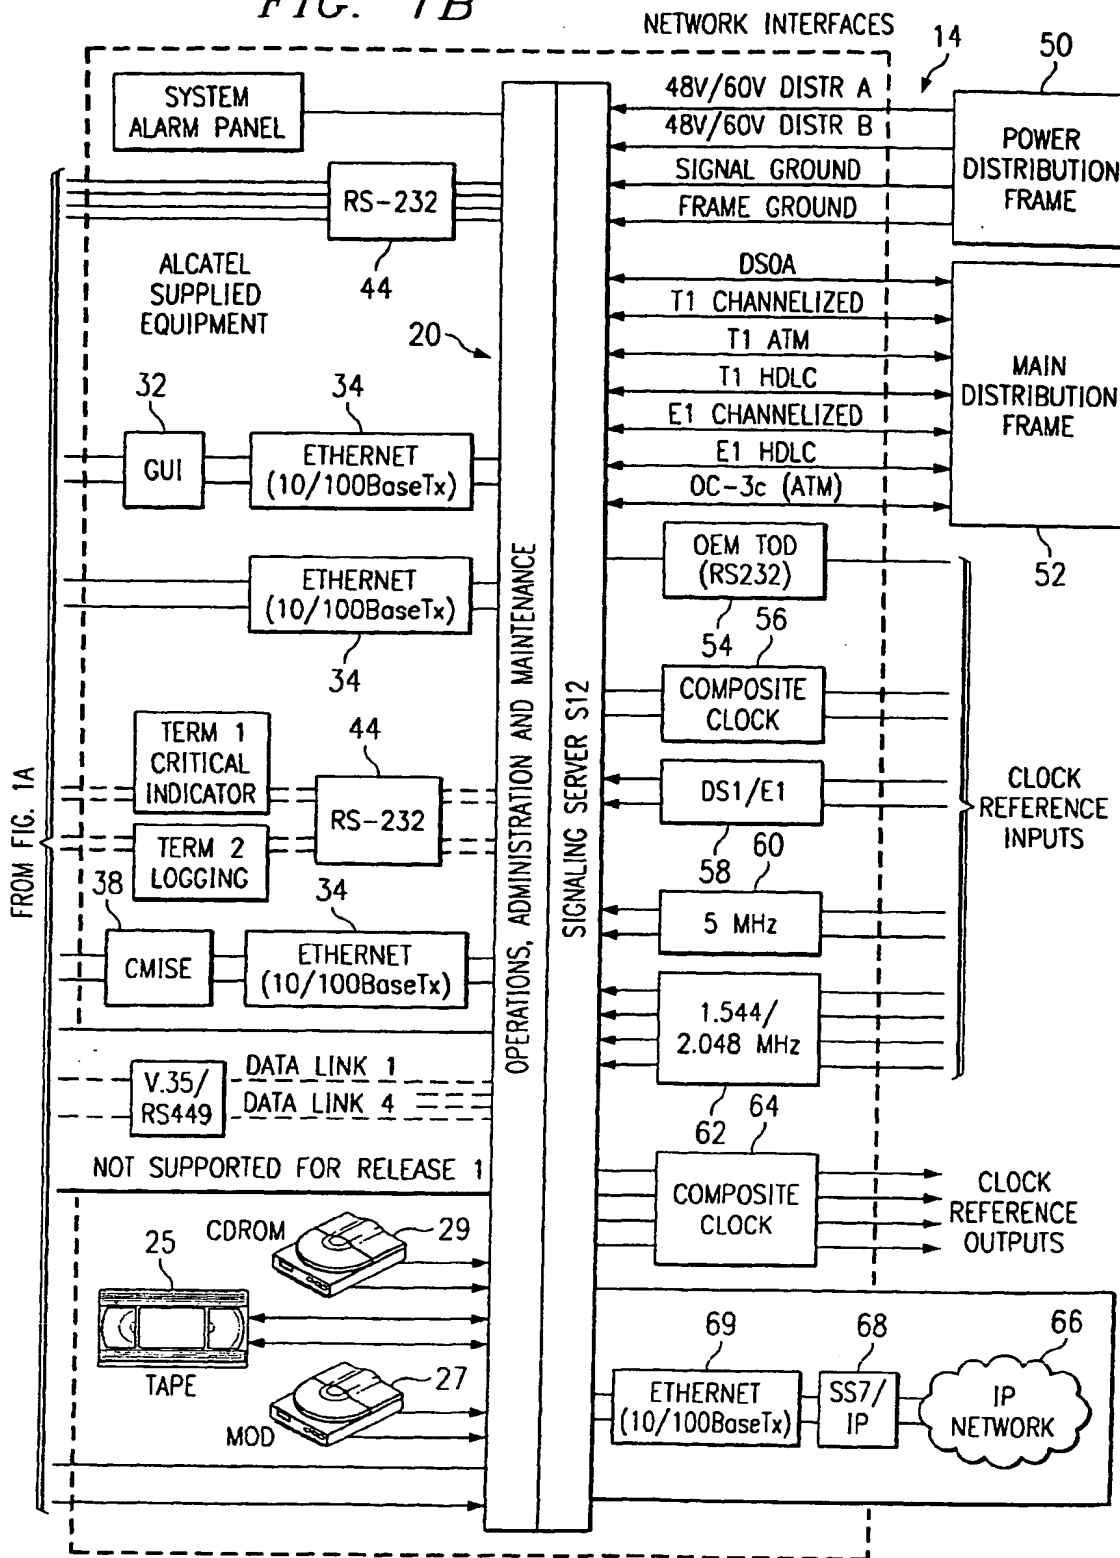 FIG. 1B
NETWORK INTERFACES
14
50
SYSTEM
ALARM PANEL
48V/60V DISTR A
48V/60V DISTR B
SIGNAL GROUND
FRAME GROUND
POWER
DISTRIBUTION
FRAME
RS-232
44
ALCATEL
SUPPLIED
EQUIPMENT
20
DS0A
T1 CHANNELIZED
T1 ATM
T1 HDLC
E1 CHANNELIZED
E1 HDLC
OC-3c (ATM)
MAIN
DISTRIBUTION
FRAME
52
32
34
GUI
ETHERNET
(10/100BaseTx)
ETHERNET
(10/100BaseTx)
34
OEM TOD
(RS232)
54
56
COMPOSITE
CLOCK
OPERATIONS, ADMINISTRATION AND MAINTENANCE
SIGNALING SERVER S12
FROM FIG. 1A
TERM 1
CRITICAL
INDICATOR
44
RS-232
TERM 2
LOGGING
DS1/E1
58
60
5 MHz
CLOCK
REFERENCE
INPUTS
38
34
CMISE
ETHERNET
(10/100BaseTx)
1.544/
2.048 MHz
62
64
V.35/
RS449
DATA LINK 1
DATA LINK 4
NOT SUPPORTED FOR RELEASE 1
COMPOSITE
CLOCK
CLOCK
REFERENCE
OUTPUTS
CDROM
29
25
TAPE
27
MOD
69
68
66
ETHERNET
(10/100BaseTx)
SS7/
IP
IP
NETWORK